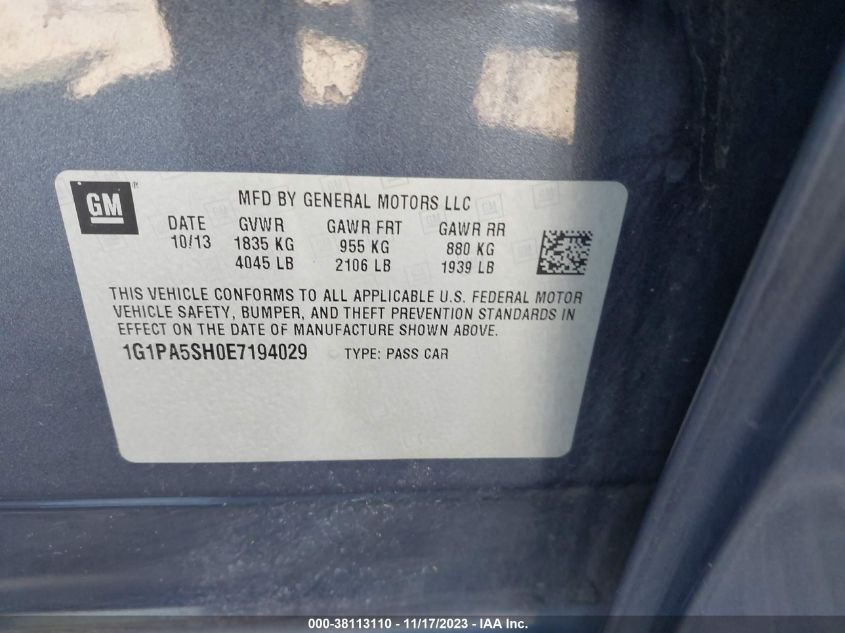 GM
MFD BY GENERAL MOTORS LLC
DATE GVWR GAWR FRT GAWR RR
10/13 1835 KG 955 KG 880 KG
4045 LB 2106 LB 1939 LB
THIS VEHICLE CONFORMS TO ALL APPLICABLE U.S. FEDERAL MOTOR
VEHICLE SAFETY, BUMPER, AND THEFT PREVENTION STANDARDS IN
EFFECT ON THE DATE OF MANUFACTURE SHOWN ABOVE.
1G1PA5SH0E7194029 TYPE: PASS CAR
000-38113110 - 11/17/2023 - IAA Inc.